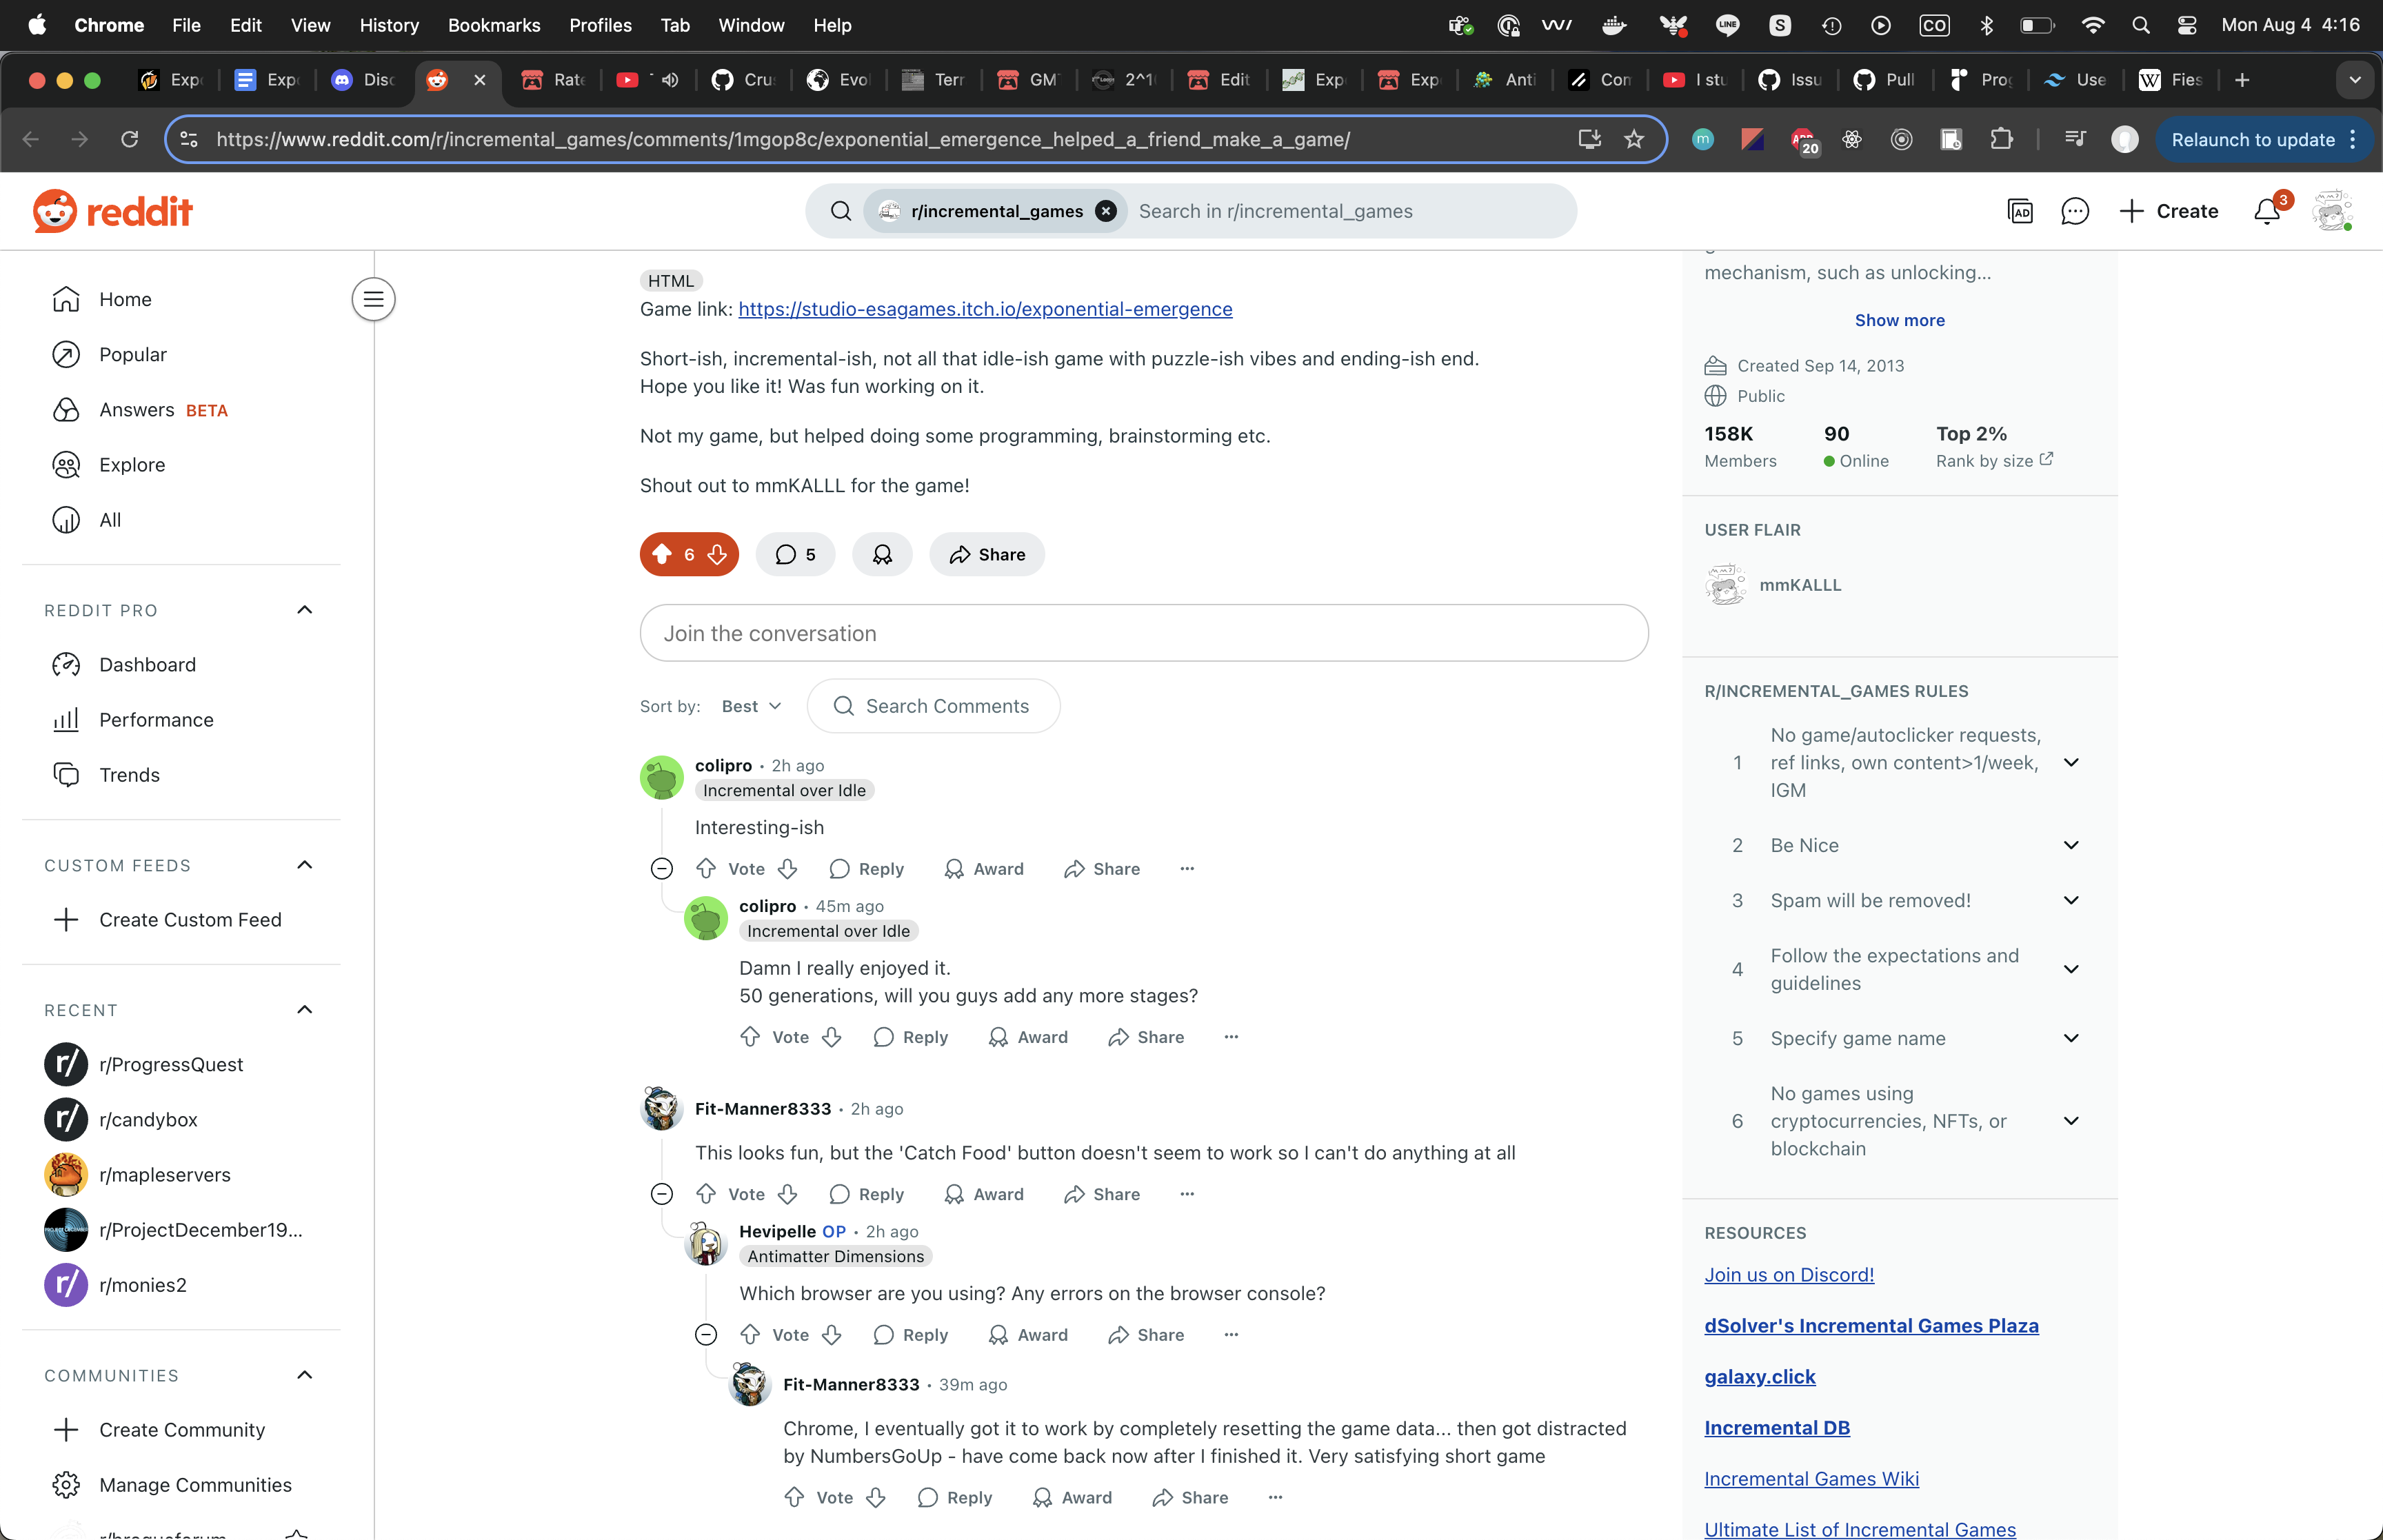 Chrome File Edit View History Bookmarks Profiles Tab Window Help
CO S Mon Aug 4 4:16
Exp Exp Disc Rate Cru Evol Terr GMT 2^1 Edit Exp Exp Anti Con I stu Issu Pull Pro Use Fies
https://www.reddit.com/r/incremental_games/comments/1mgop8c/exponential_emergence_helped_a_friend_make_a_game/
20
Relaunch to update
reddit
r/incremental_games Search in r/incremental_games
AD
Create
3
Home
Popular
Answers BETA
Explore
All
REDDIT PRO
Dashboard
Performance
Trends
CUSTOM FEEDS
Create Custom Feed
RECENT
r/ProgressQuest
r/candybox
r/mapleservers
r/ProjectDecember19...
r/monies2
COMMUNITIES
Create Community
Manage Communities
HTML
Game link: https://studio-esagames.itch.io/exponential-emergence
Short-ish, incremental-ish, not all that idle-ish game with puzzle-ish vibes and ending-ish end.
Hope you like it! Was fun working on it.
Not my game, but helped doing some programming, brainstorming etc.
Shout out to mmKALLL for the game!
6 5 Share
Join the conversation
Sort by: Best Search Comments
colipro • 2h ago
Incremental over Idle
Interesting-ish
Vote Reply Award Share
colipro • 45m ago
Incremental over Idle
Damn I really enjoyed it.
50 generations, will you guys add any more stages?
Vote Reply Award Share
Fit-Manner8333 • 2h ago
This looks fun, but the 'Catch Food' button doesn't seem to work so I can't do anything at all
Vote Reply Award Share
Hevipelle OP • 2h ago
Antimatter Dimensions
Which browser are you using? Any errors on the browser console?
Vote Reply Award Share
Fit-Manner8333 • 39m ago
Chrome, I eventually got it to work by completely resetting the game data... then got distracted
by NumbersGoUp - have come back now after I finished it. Very satisfying short game
Vote Reply Award Share
mechanism, such as unlocking...
Show more
Created Sep 14, 2013
Public
158K 90 Top 2%
Members Online Rank by size
USER FLAIR
mmKALLL
R/INCREMENTAL_GAMES RULES
1 No game/autoclicker requests,
ref links, own content>1/week,
IGM
2 Be Nice
3 Spam will be removed!
4 Follow the expectations and
guidelines
5 Specify game name
6 No games using
cryptocurrencies, NFTs, or
blockchain
RESOURCES
Join us on Discord!
dSolver's Incremental Games Plaza
galaxy.click
Incremental DB
Incremental Games Wiki
Ultimate List of Incremental Games